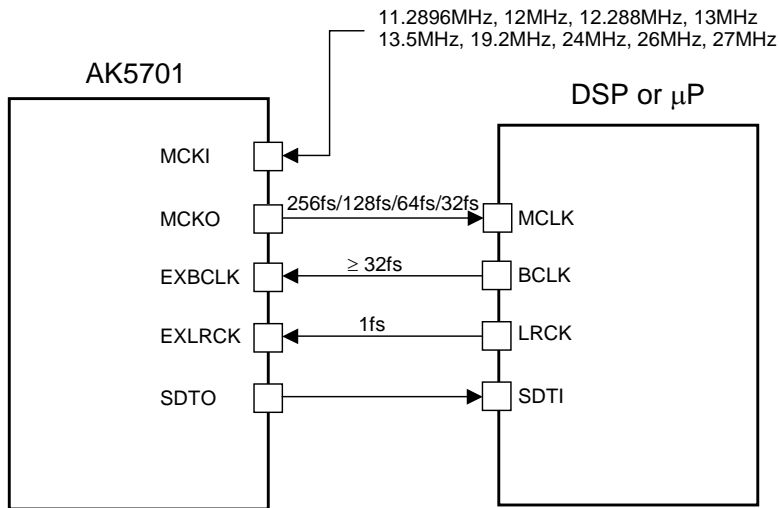 11.2896MHz, 12MHz, 12.288MHz, 13MHz
13.5MHz, 19.2MHz, 24MHz, 26MHz, 27MHz
AK5701
DSP or μP
MCKI
MCKO
256fs/128fs/64fs/32fs
MCLK
EXBCLK
≥ 32fs
BCLK
EXLRCK
1fs
LRCK
SDTO
SDTI